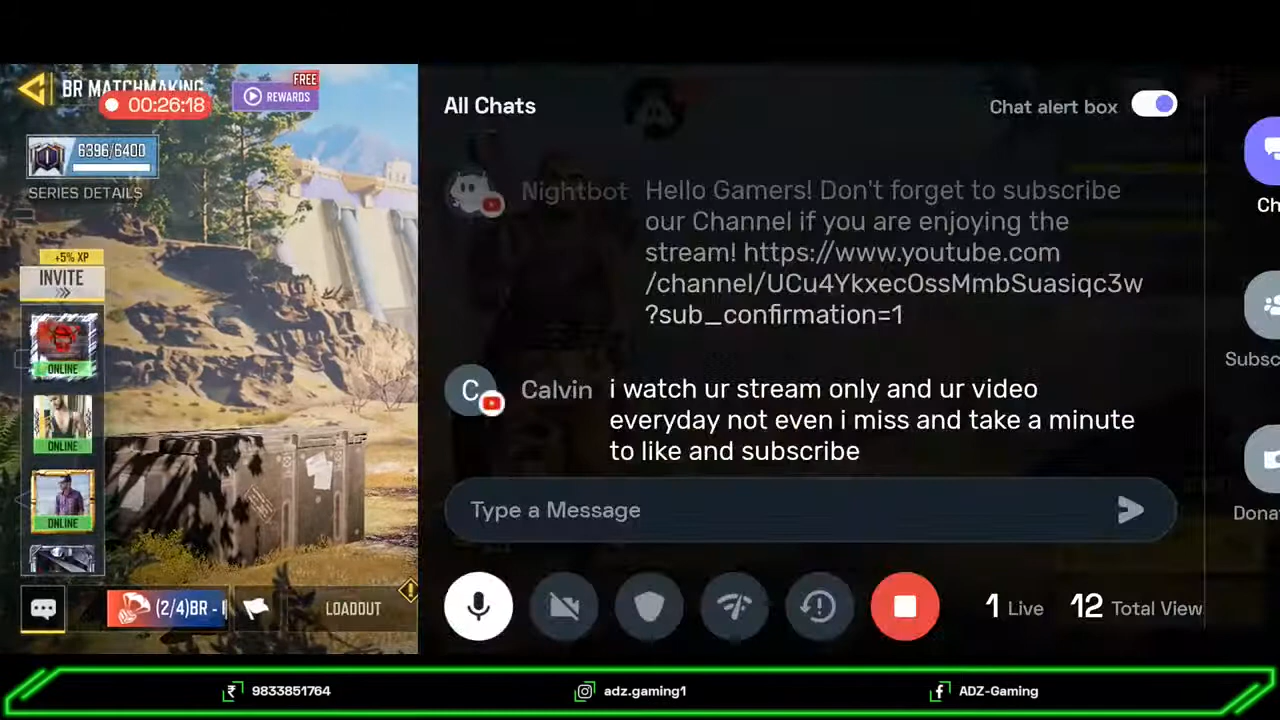 BR MATCHMAKING
00:26:18
FREE
REWARDS
6396/6400
SERIES DETAILS
+5% XP
INVITE
ONLINE
ONLINE
ONLINE
(2/4)BR -
LOADOUT
All Chats
Chat alert box
Nightbot
Hello Gamers! Don't forget to subscribe
our Channel if you are enjoying the
stream! https://www.youtube.com
/channel/UCu4YkxecOssMmbSuasiqc3w
?sub_confirmation=1
C
Calvin
i watch ur stream only and ur video
everyday not even i miss and take a minute
to like and subscribe
Type a Message
1 Live
12 Total View
Ch
Subsc
Dona
₹ 9833851764
adz.gaming1
ADZ-Gaming